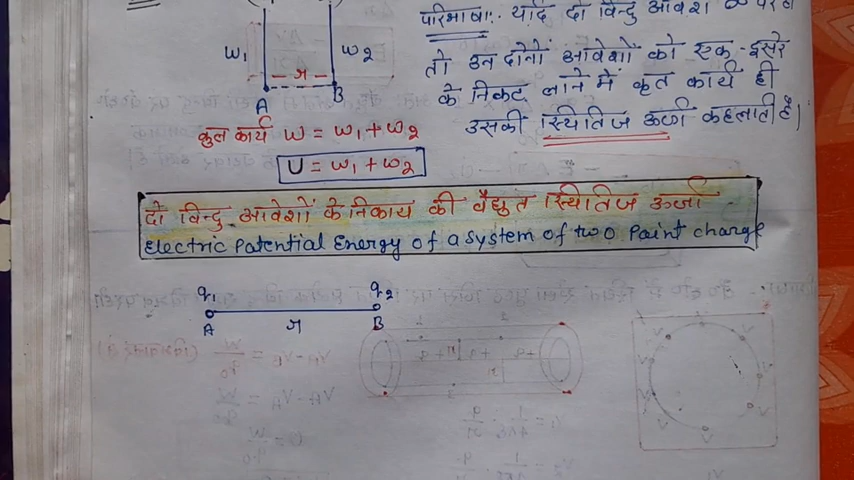 परिभाषा:- यदि दो बिन्दु आवेश
तो उन दोनों आवेशों को एक-दूसरे
के निकट लाने में कृत कार्य ही
उसकी स्थितिज ऊर्जा कहलाती है।
w₁ w₂
r
A B
कुल कार्य w = w₁ + w₂
U = w₁ + w₂
दो बिन्दु आवेशों के निकाय की वैद्युत स्थितिज ऊर्जा
Electric Potential Energy of a system of two Paint charge
q₁ q₂
A r B